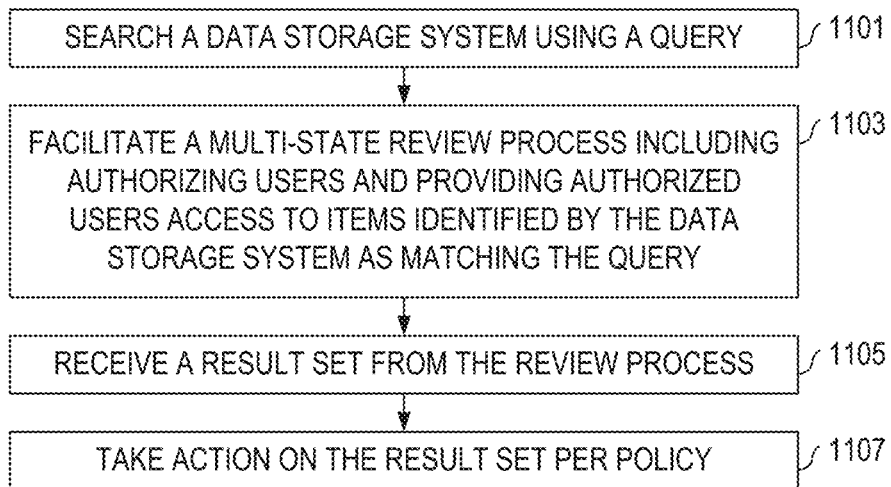 SEARCH A DATA STORAGE SYSTEM USING A QUERY
1101
FACILITATE A MULTI-STATE REVIEW PROCESS INCLUDING
AUTHORIZING USERS AND PROVIDING AUTHORIZED
USERS ACCESS TO ITEMS IDENTIFIED BY THE DATA
STORAGE SYSTEM AS MATCHING THE QUERY
1103
RECEIVE A RESULT SET FROM THE REVIEW PROCESS
1105
TAKE ACTION ON THE RESULT SET PER POLICY
1107